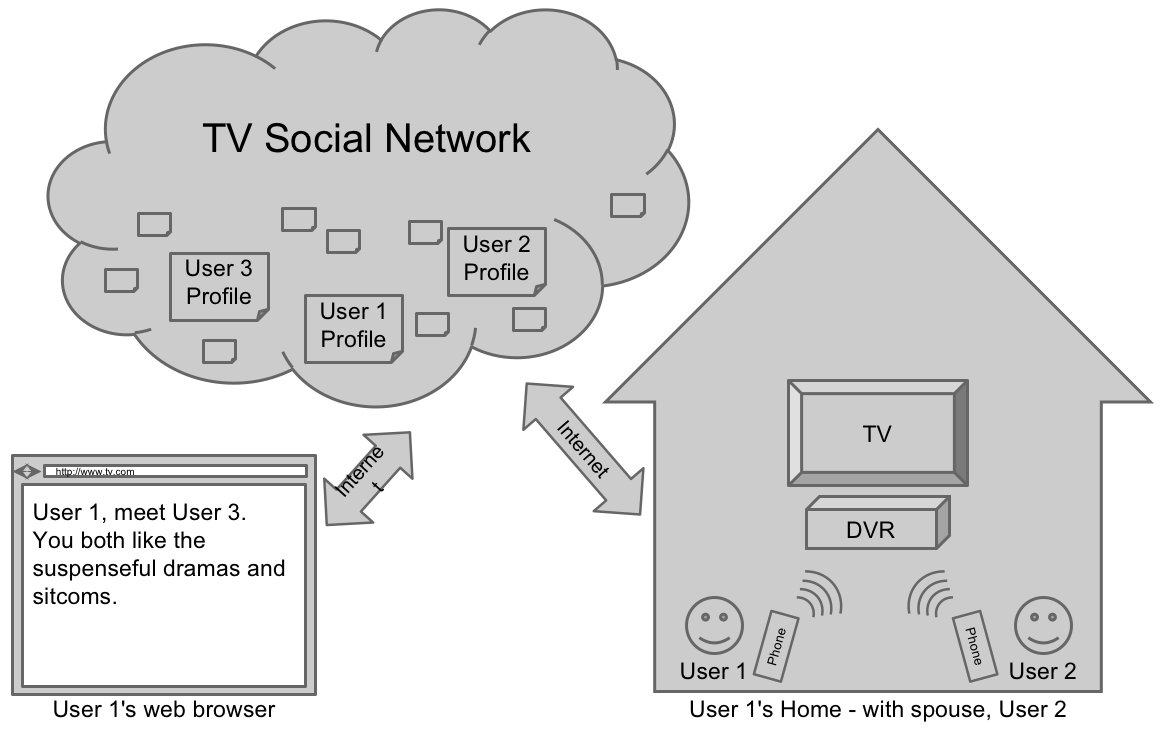 TV Social Network
User 2
Profile
User 3
Profile
User 1
Profile
Interne
t
Internet
http://www.tv.com
User 1, meet User 3.
You both like the
suspenseful dramas and
sitcoms.
User 1's web browser
TV
DVR
Phone
Phone
User 1
User 2
User 1's Home - with spouse, User 2